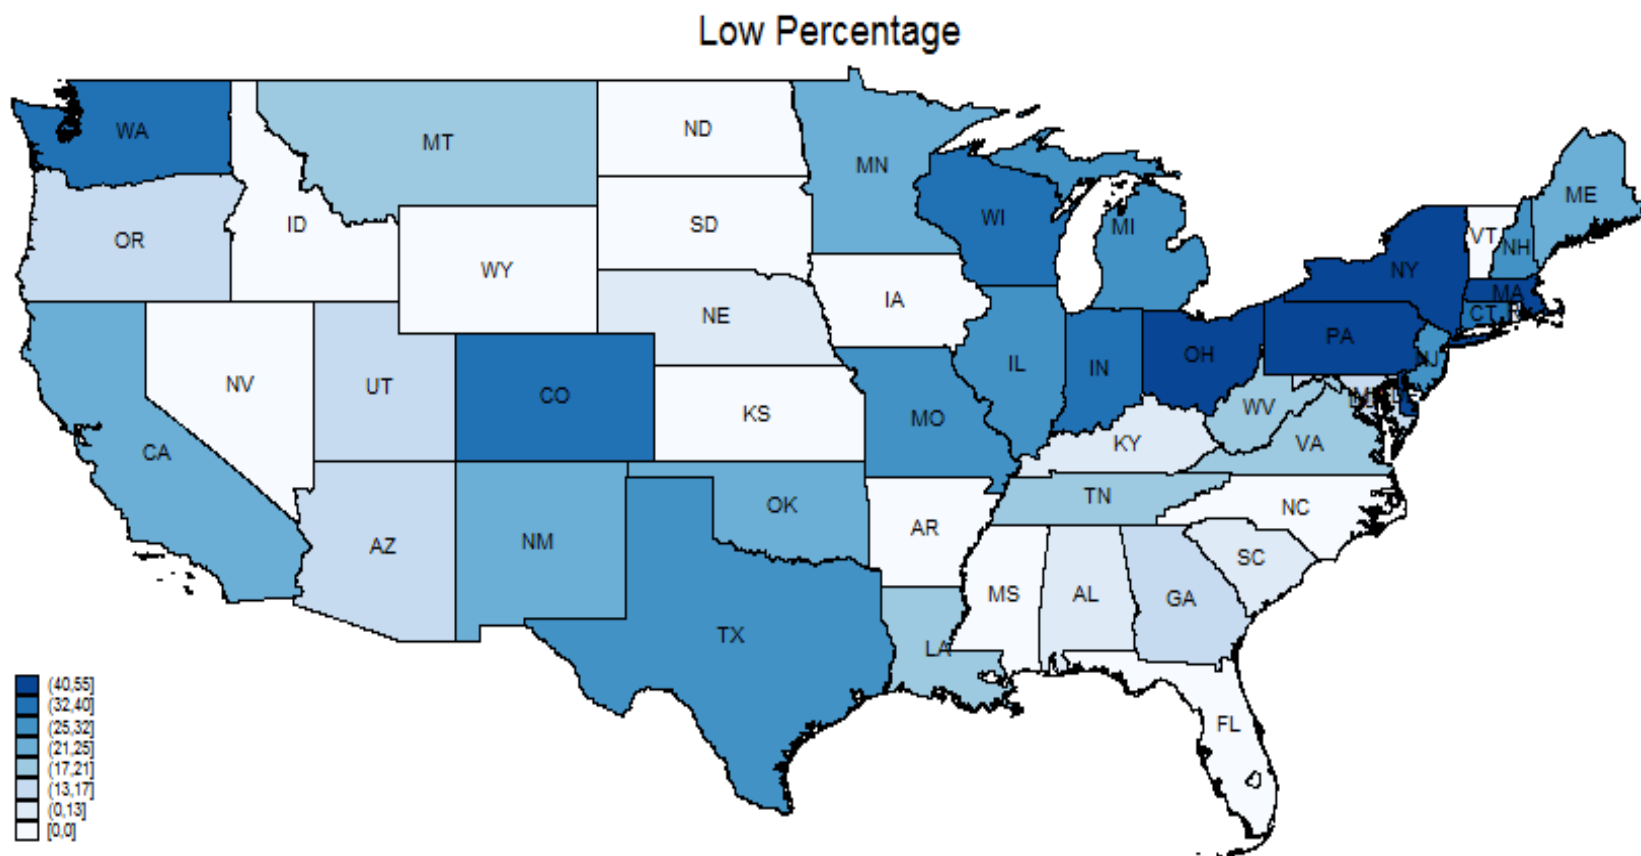 Low Percentage
WA
MT
ND
MN
ME
OR
ID
SD
WI
MI
VT
NH
WY
NY
MA
IA
NE
CT
PA
NV
UT
CO
IL
IN
OH
NJ
KS
MO
WV
CA
KY
VA
AZ
NM
OK
TN
AR
NC
SC
MS
AL
GA
TX
LA
FL
(40,55]
(32,40]
(25,32]
(21,25]
(17,21]
(13,17]
(0,13]
[0,0]